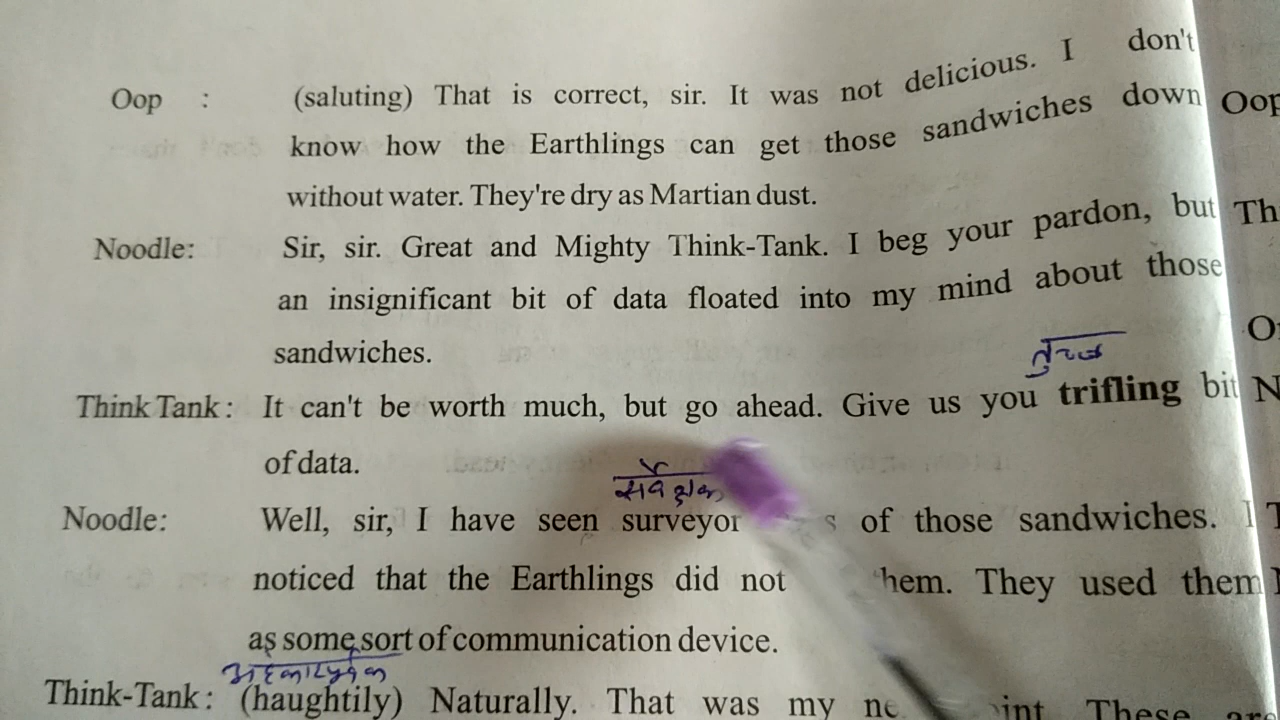 Oop : (saluting) That is correct, sir. It was not delicious. I don't
know how the Earthlings can get those sandwiches down
without water. They're dry as Martian dust.
Noodle: Sir, sir. Great and Mighty Think-Tank. I beg your pardon, but
an insignificant bit of data floated into my mind about those
sandwiches.
तुच्छ
Think Tank : It can't be worth much, but go ahead. Give us you trifling bit
of data.
Noodle: Well, sir, I have seen surveyor of those sandwiches. I
noticed that the Earthlings did not They used them
as some sort of communication device.
Think-Tank : (haughtily) Naturally. That was my
Oop